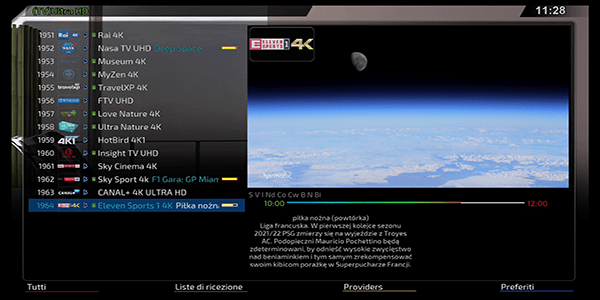 (TV)Ultra HD
11:28
1951 Rai 4K
1952 Nasa TV UHD Deep Space
1953 Museum 4K
1954 MyZen 4K
1955 TravelXP 4K
1956 FTV UHD
1957 Love Nature 4K
1958 Ultra Nature 4K
1959 HotBird 4K1
1960 Insight TV UHD
1961 Sky Cinema 4K
1962 Sky Sport 4k F1 Gara: GP Miam
1963 CANAL+ 4K ULTRA HD
1964 Eleven Sports 1 4K Piłka nożna
ELEVEN SPORTS 1 4K
S V I Nd Co Cw B N Bi
10:00 12:00
piłka nożna (powtórka)
Liga francuska. W pierwszej kolejce sezonu
2021/22 PSG zmierzy się na wyjeździe z Troyes
AC. Podopieczni Mauricio Pochettino będą
zdeterminowani, by odnieść wysokie zwycięstwo
nad beniaminkiem i tym samym zrekompensować
swoim kibicom porażkę w Superpucharze Francji.
Tutti
Liste di ricezione
Providers
Preferiti